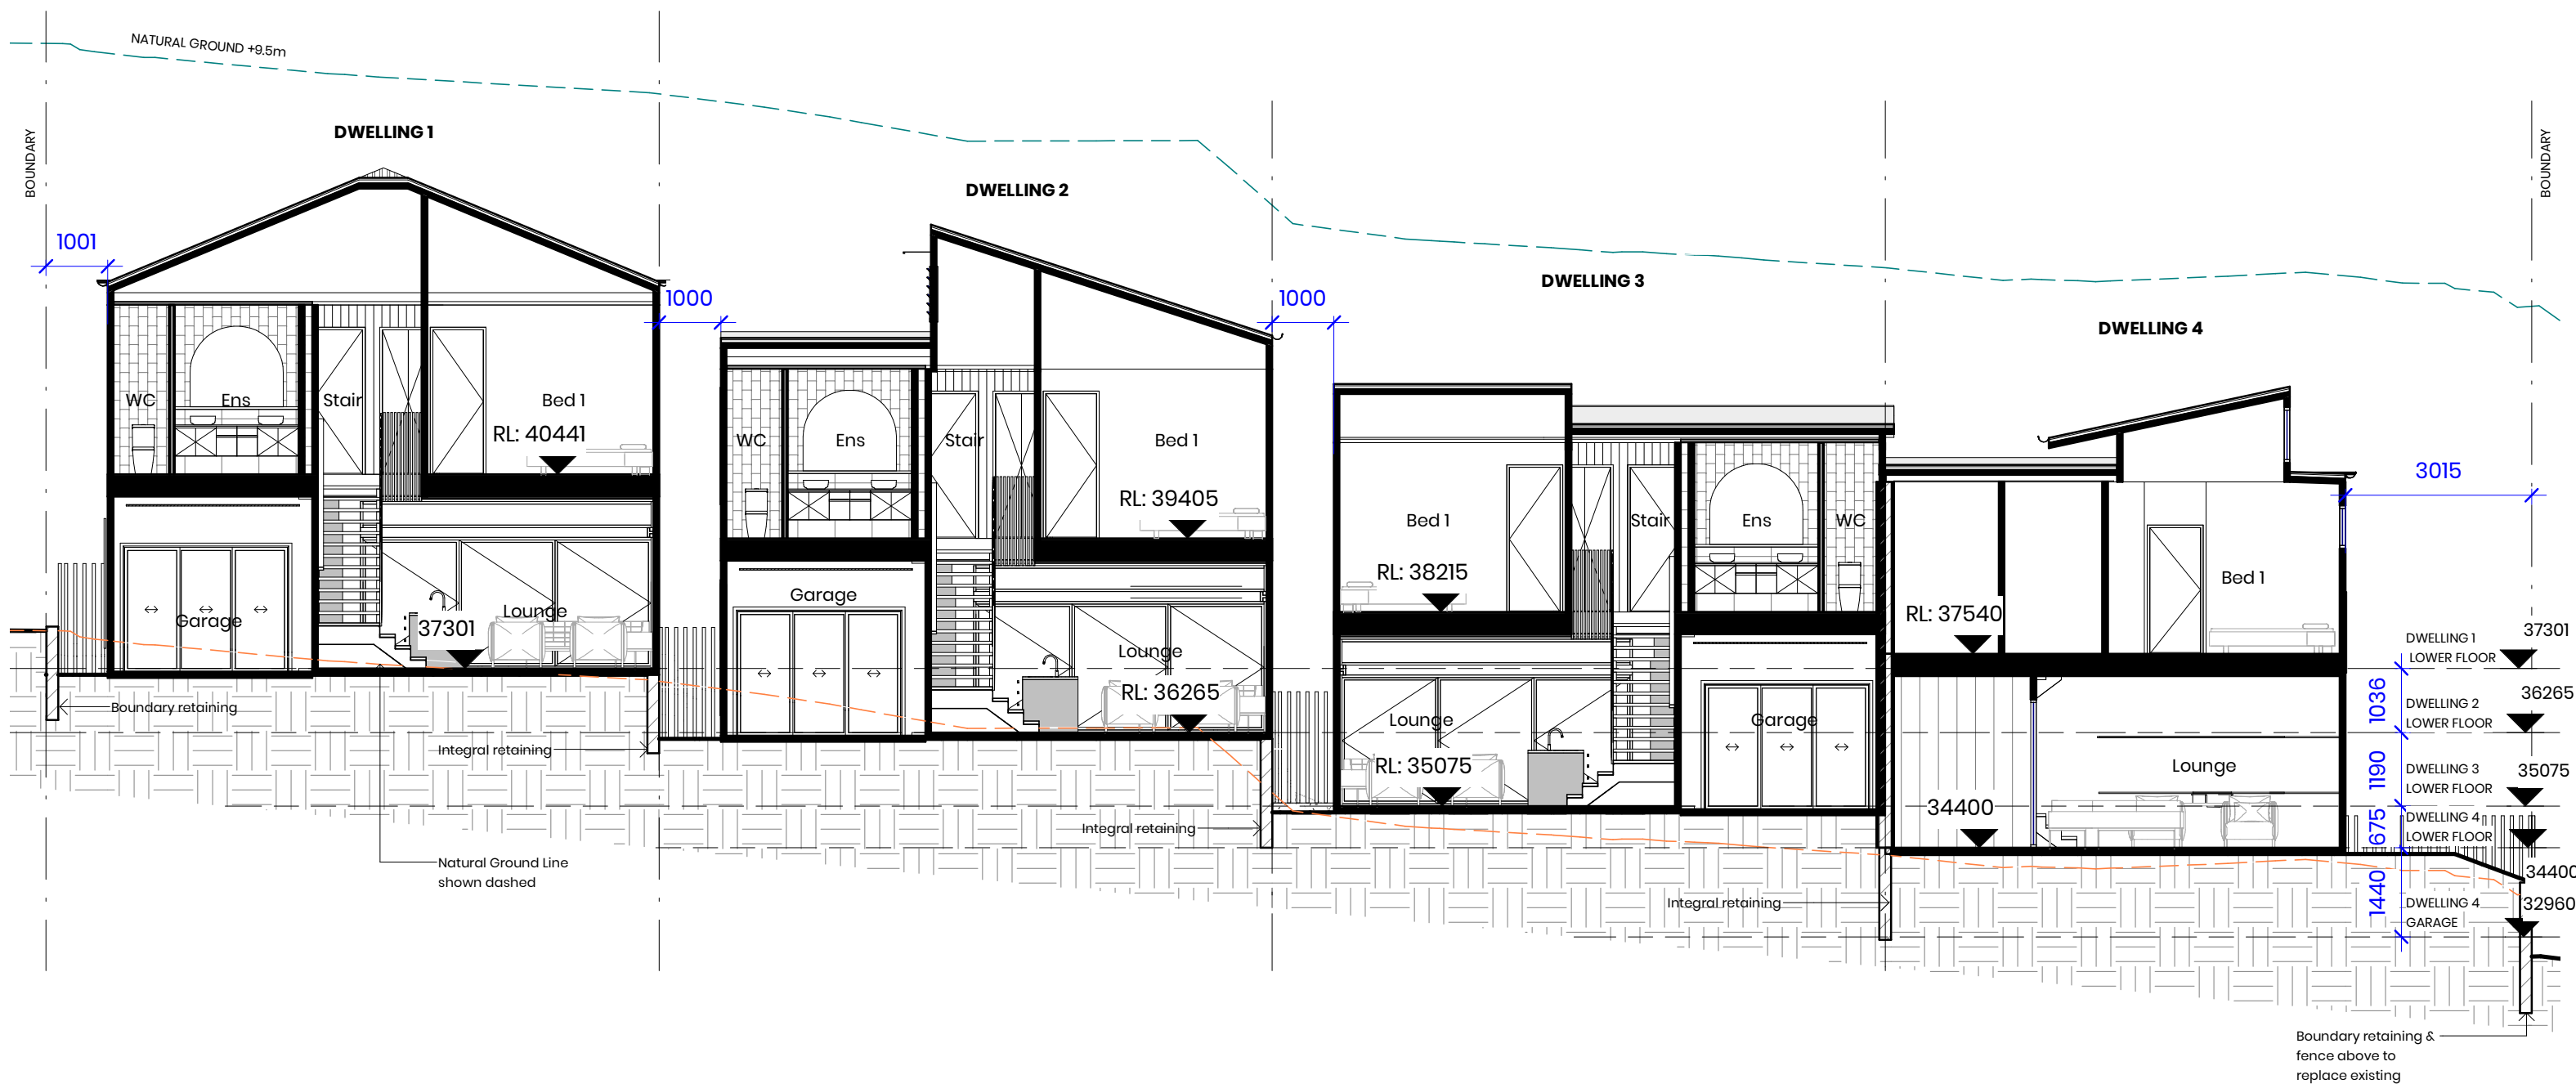 NATURAL GROUND +9.5m
BOUNDARY
BOUNDARY
DWELLING 1
DWELLING 2
DWELLING 3
DWELLING 4
1001
1000
1000
3015
WC
Ens
Stair
Bed 1
RL: 40441
Garage
Lounge
37301
WC
Ens
Stair
Bed 1
RL: 39405
Garage
Lounge
RL: 36265
Bed 1
Stair
Ens
WC
RL: 38215
Lounge
Garage
RL: 35075
RL: 37540
Bed 1
Lounge
34400
Boundary retaining
Integral retaining
Natural Ground Line
shown dashed
Integral retaining
Integral retaining
DWELLING 1
LOWER FLOOR
37301
1036
DWELLING 2
LOWER FLOOR
36265
1190
DWELLING 3
LOWER FLOOR
35075
675
DWELLING 4
LOWER FLOOR
34400
1440
DWELLING 4
GARAGE
32960
Boundary retaining &
fence above to
replace existing